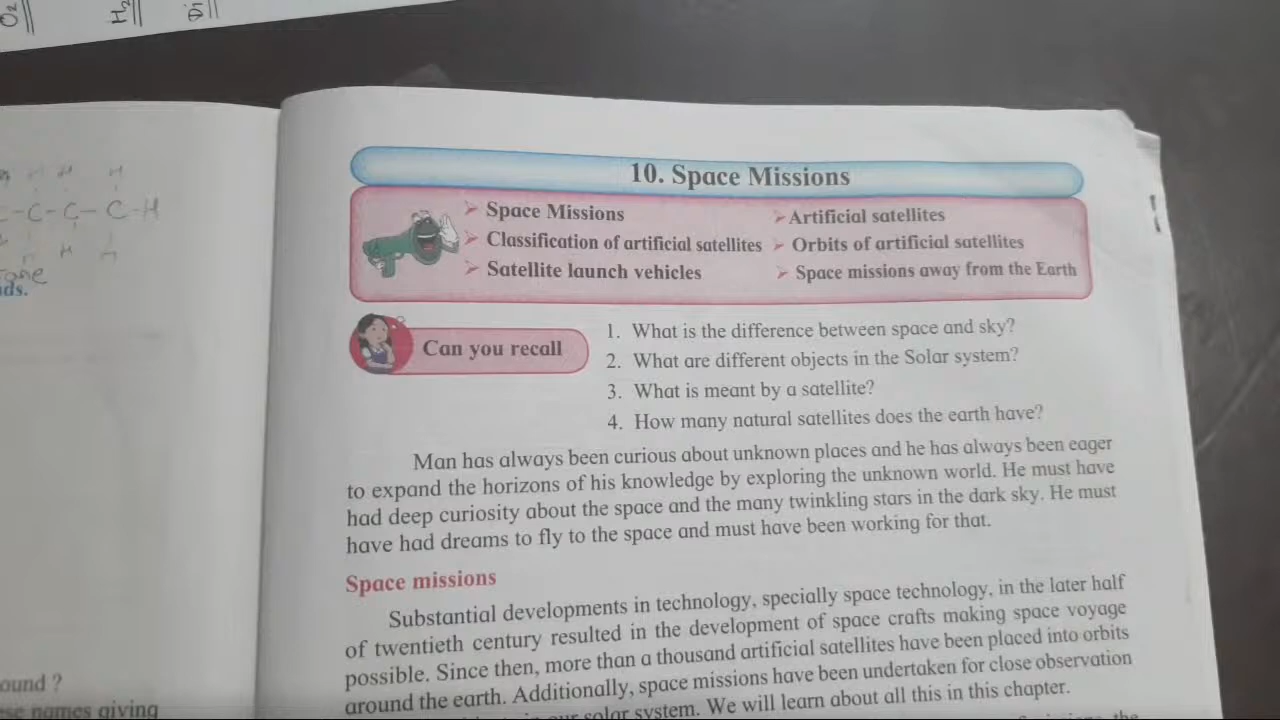 O2
H2
Di
H H H
C-C-C-C-H
H H
ane
ds.
ound ?
ese names giving
10. Space Missions
➢ Space Missions
➢ Artificial satellites
➢ Classification of artificial satellites
➢ Orbits of artificial satellites
➢ Satellite launch vehicles
➢ Space missions away from the Earth
Can you recall
1. What is the difference between space and sky?
2. What are different objects in the Solar system?
3. What is meant by a satellite?
4. How many natural satellites does the earth have?
Man has always been curious about unknown places and he has always been eager
to expand the horizons of his knowledge by exploring the unknown world. He must have
had deep curiosity about the space and the many twinkling stars in the dark sky. He must
have had dreams to fly to the space and must have been working for that.
Space missions
Substantial developments in technology, specially space technology, in the later half
of twentieth century resulted in the development of space crafts making space voyage
possible. Since then, more than a thousand artificial satellites have been placed into orbits
around the earth. Additionally, space missions have been undertaken for close observation
in our solar system. We will learn about all this in this chapter.